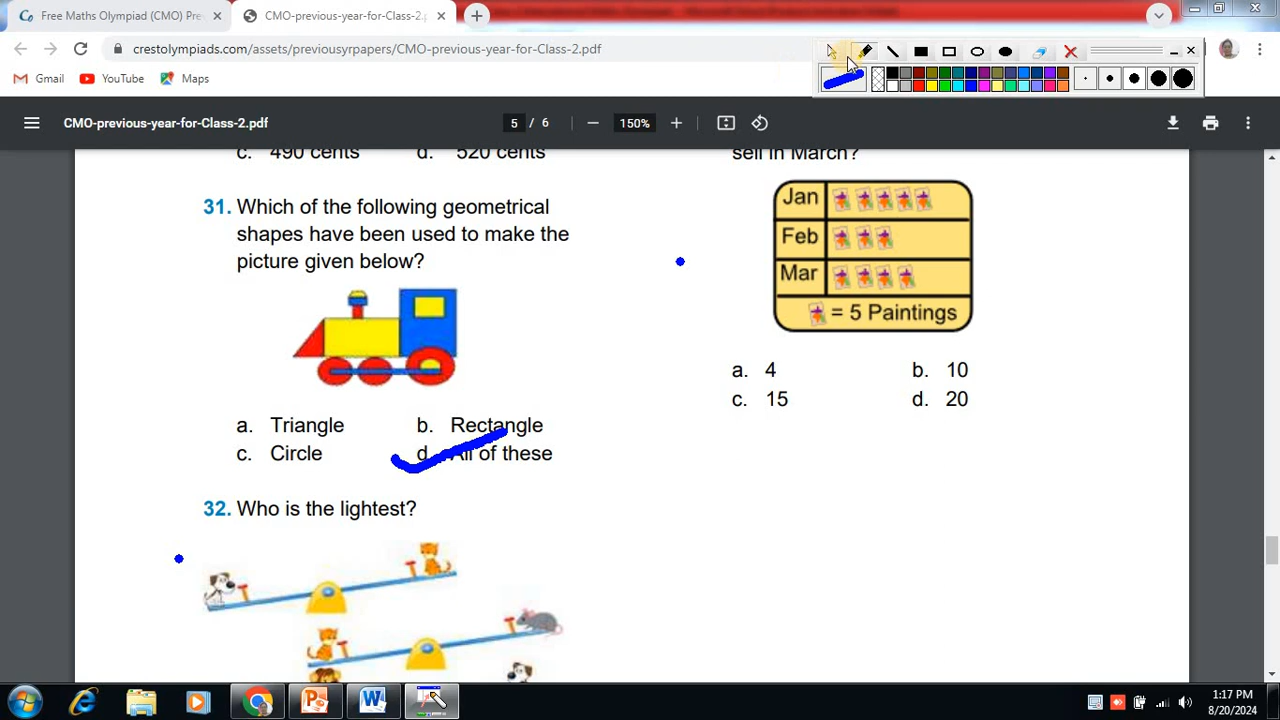 Free Maths Olympiad (CMO) Prev
CMO-previous-year-for-Class-2.pdf
crestolympiads.com/assets/previousyrpapers/CMO-previous-year-for-Class-2.pdf
Gmail
YouTube
Maps
CMO-previous-year-for-Class-2.pdf
5 / 6
150%
c. 490 cents d. 520 cents
31. Which of the following geometrical
shapes have been used to make the
picture given below?
a. Triangle b. Rectangle
c. Circle d. All of these
32. Who is the lightest?
sell in March?
Jan
Feb
Mar
= 5 Paintings
a. 4 b. 10
c. 15 d. 20
1:17 PM
8/20/2024